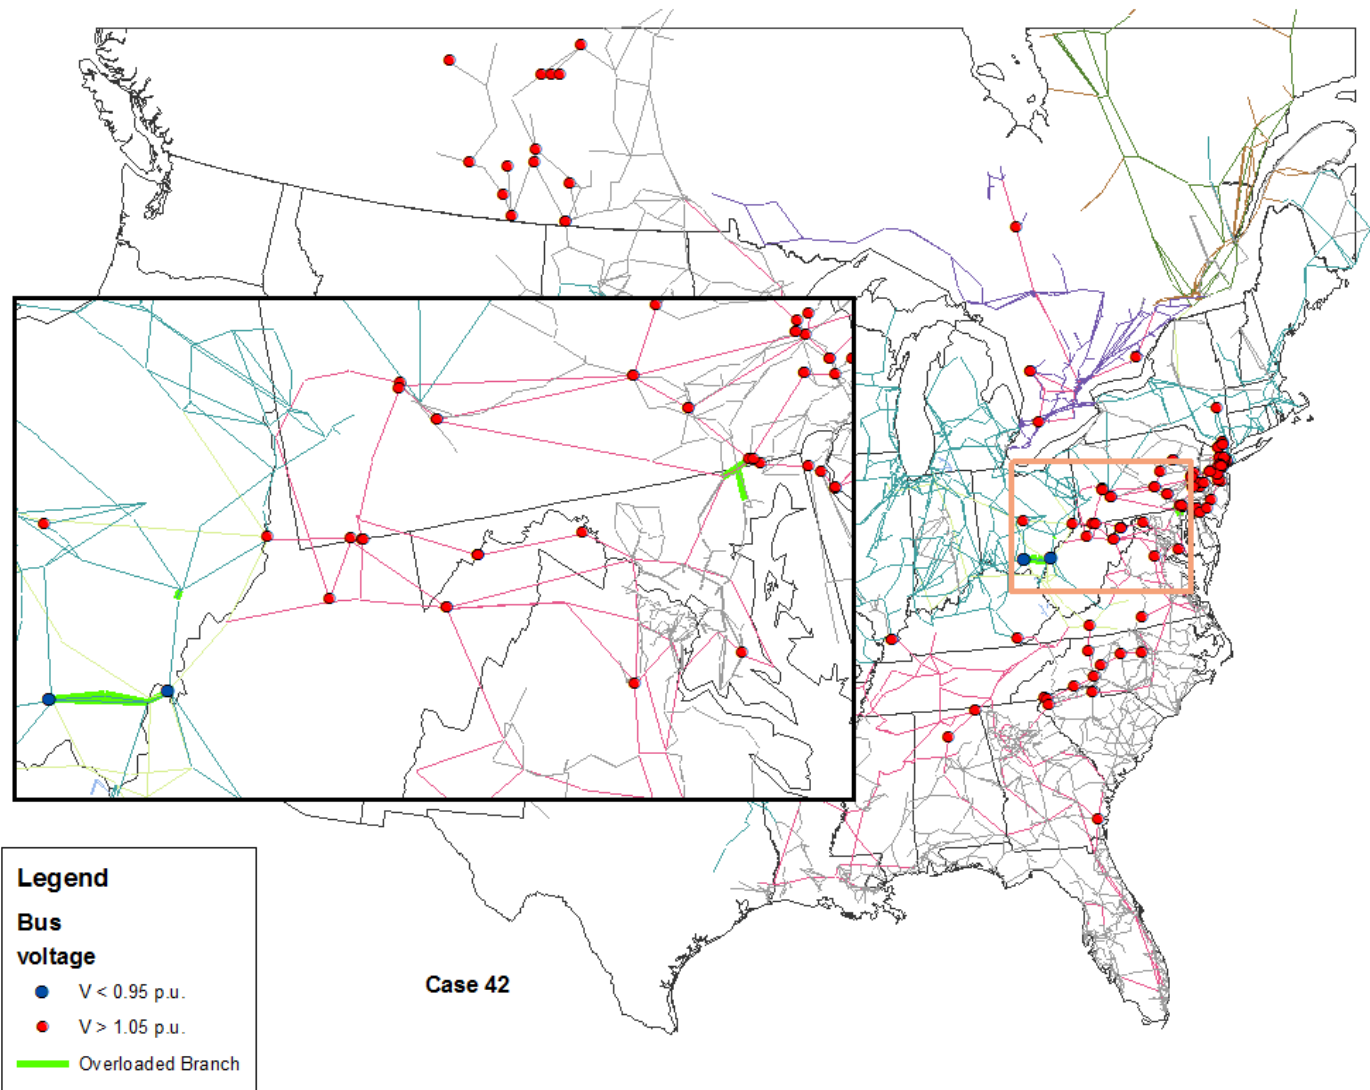 Case 42
Legend
Bus
voltage
V < 0.95 p.u.
V > 1.05 p.u.
Overloaded Branch